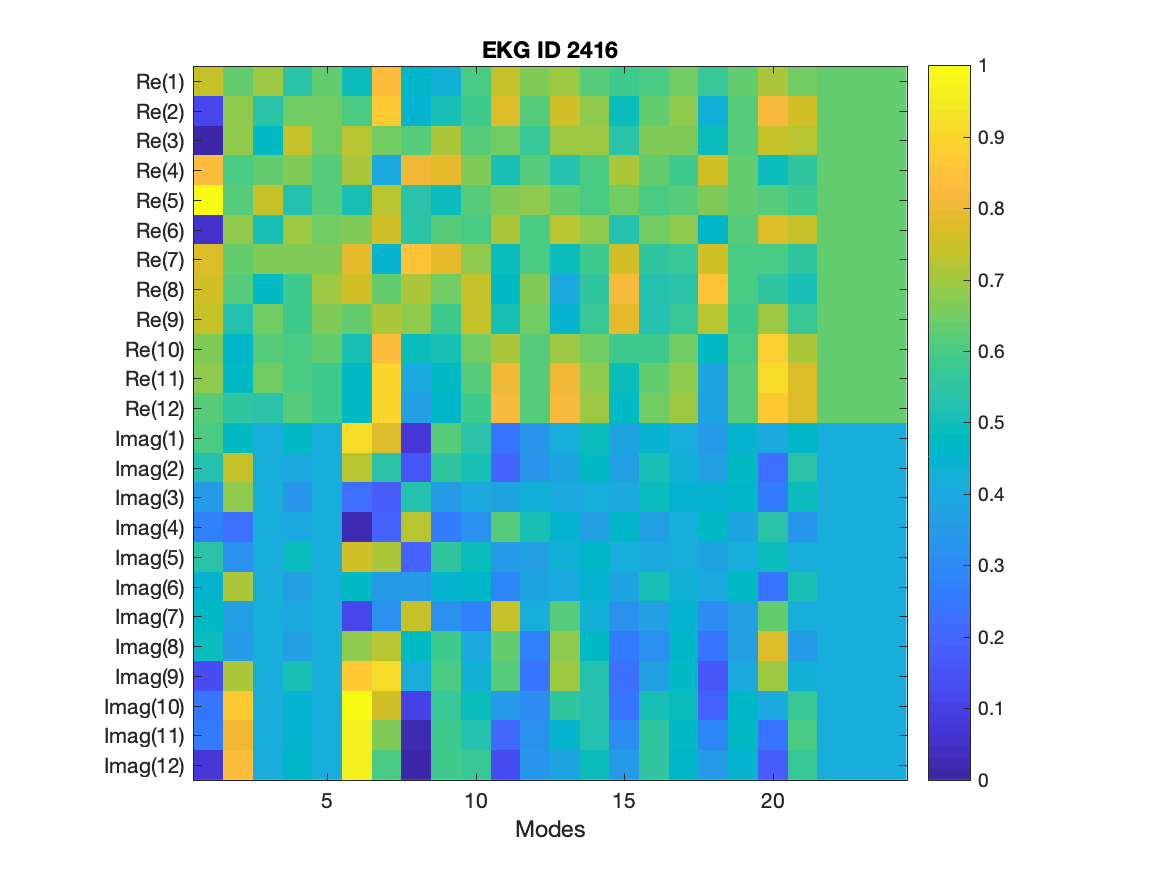 EKG ID 2416
Re(1)
Re(2)
Re(3)
Re(4)
Re(5)
Re(6)
Re(7)
Re(8)
Re(9)
Re(10)
Re(11)
Re(12)
Imag(1)
Imag(2)
Imag(3)
Imag(4)
Imag(5)
Imag(6)
Imag(7)
Imag(8)
Imag(9)
Imag(10)
Imag(11)
Imag(12)
5 10 15 20
Modes
1
0.9
0.8
0.7
0.6
0.5
0.4
0.3
0.2
0.1
0